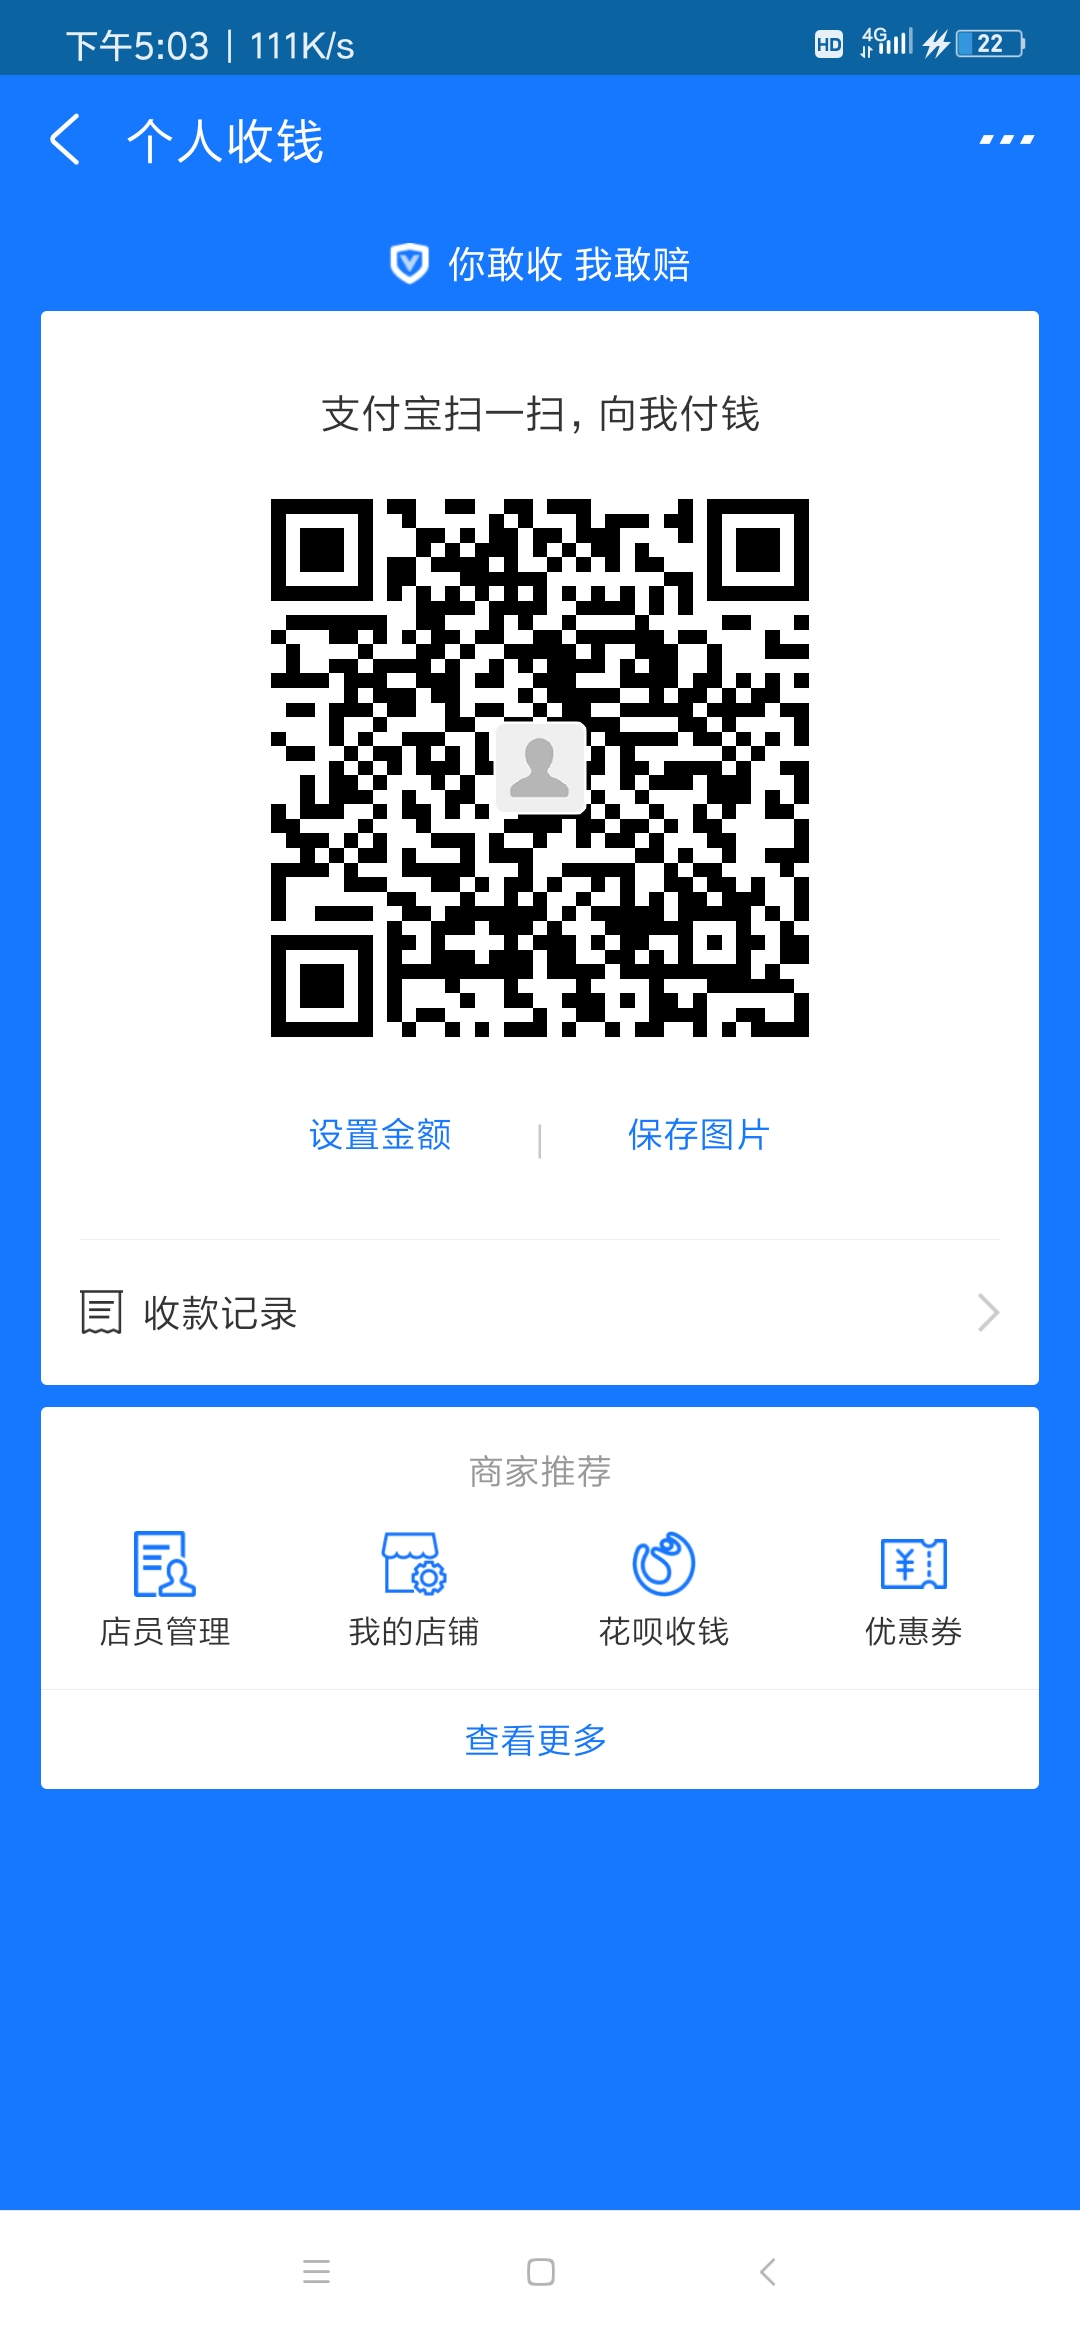 下午5:03 | 111K/s HD 4G 22
个人收钱
你敢收 我敢赔
支付宝扫一扫，向我付钱
设置金额 | 保存图片
收款记录
商家推荐
店员管理 我的店铺 花呗收钱 优惠券
查看更多